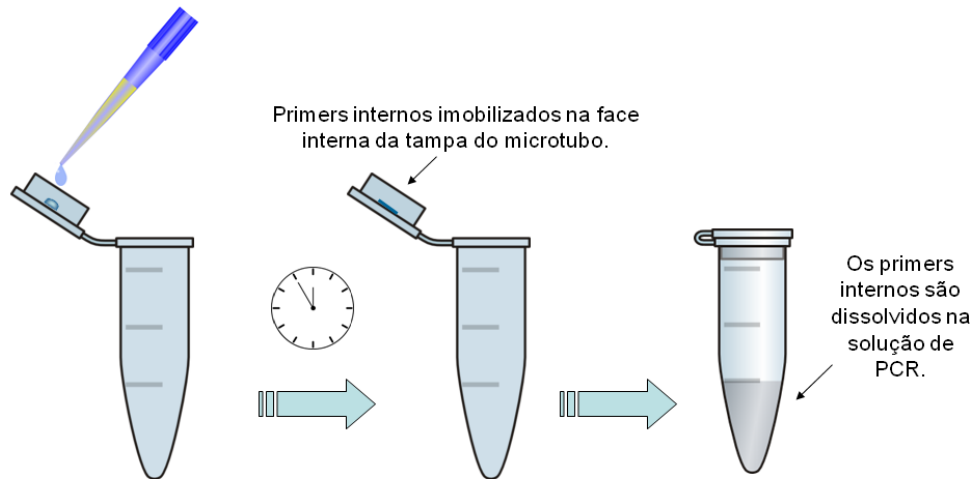 Primers internos imobilizados na face
interna da tampa do microtubo.
Os primers
internos são
dissolvidos na
solução de
PCR.